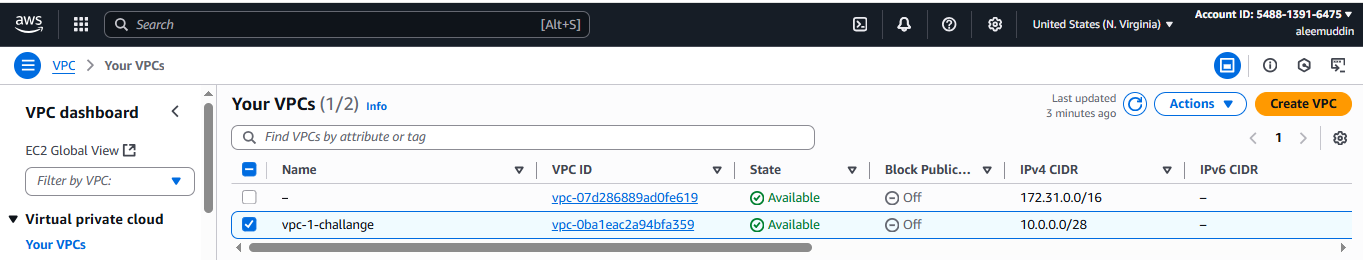 aws Search [Alt+S] United States (N. Virginia) Account ID: 5488-1391-6475
aleemuddin
VPC Your VPCs
VPC dashboard
EC2 Global View
Filter by VPC:
Virtual private cloud
Your VPCs
Your VPCs (1/2) Info
Last updated
3 minutes ago
Actions
Create VPC
Find VPCs by attribute or tag
1
Name VPC ID State Block Public... IPv4 CIDR IPv6 CIDR
– vpc-07d286889ad0fe619 Available Off 172.31.0.0/16 –
vpc-1-challange vpc-0ba1eac2a94bfa359 Available Off 10.0.0.0/28 –